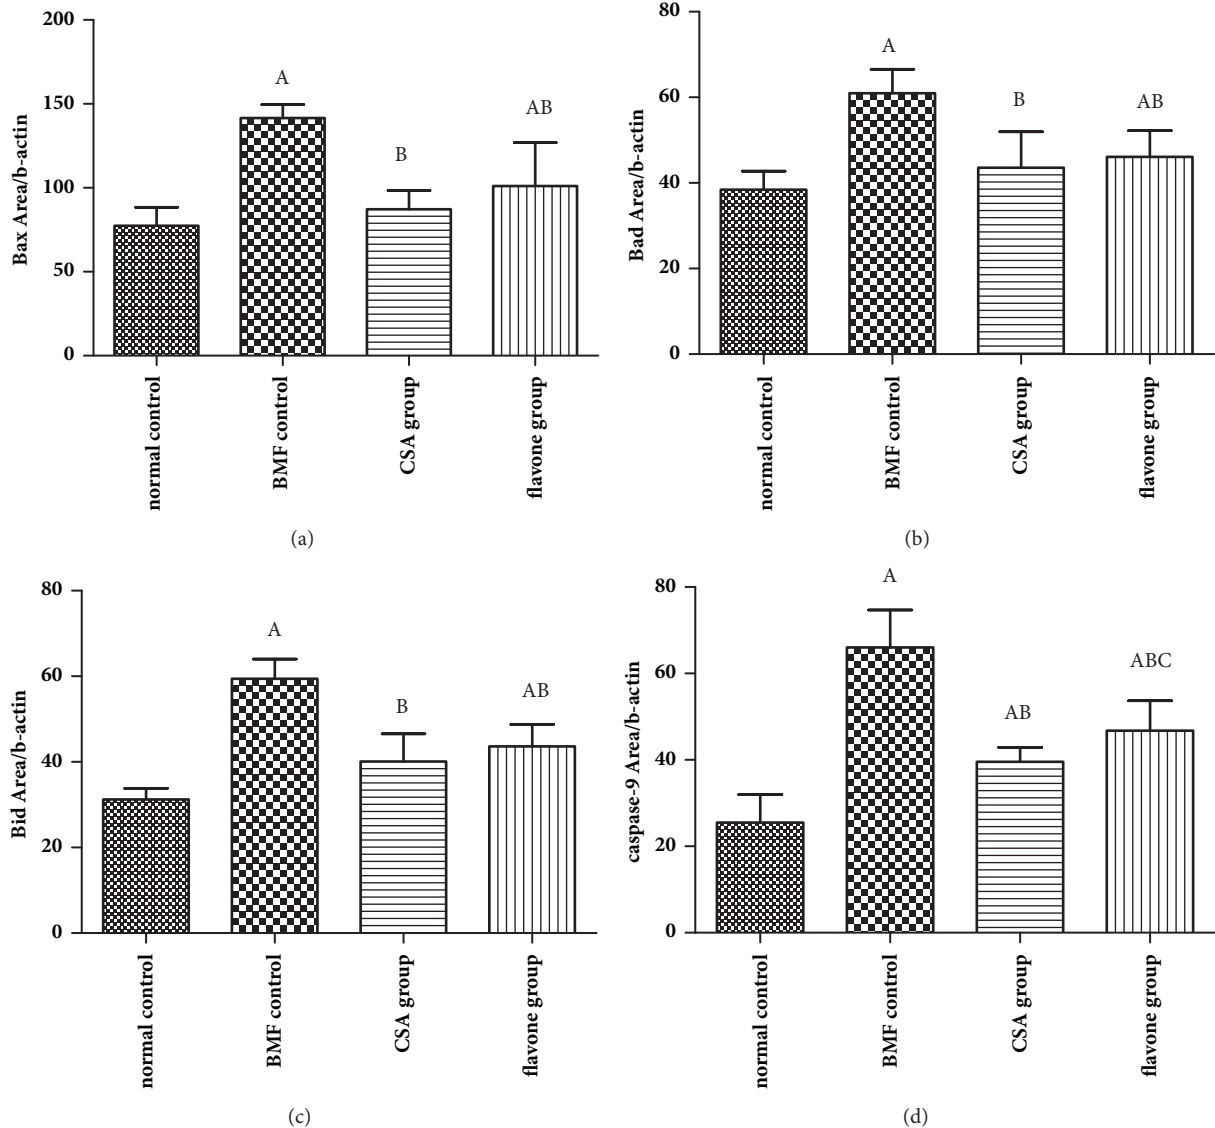 Bax Area/b-actin
200
150
100
50
0
A
B
AB
normal control
BMF control
CSA group
flavone group
(a)
Bad Area/b-actin
80
60
40
20
0
A
B
AB
normal control
BMF control
CSA group
flavone group
(b)
Bid Area/b-actin
80
60
40
20
0
A
B
AB
normal control
BMF control
CSA group
flavone group
(c)
caspase-9 Area/b-actin
80
60
40
20
0
A
AB
ABC
normal control
BMF control
CSA group
flavone group
(d)